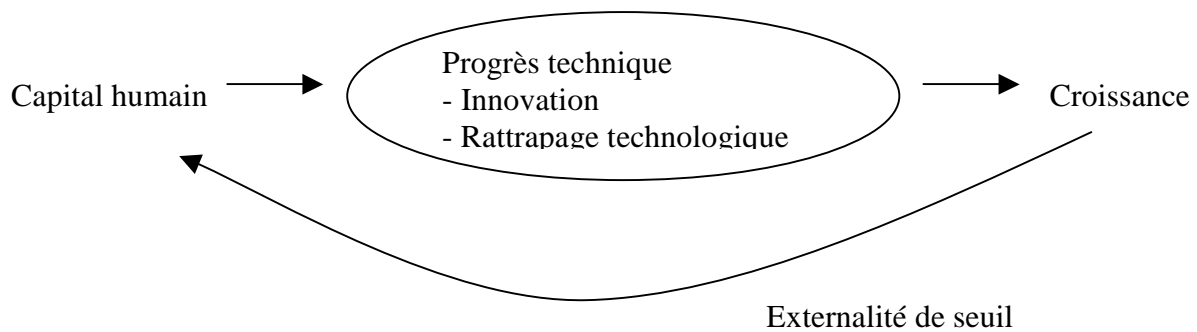 Capital humain
Progrès technique
- Innovation
- Rattrapage technologique
Croissance
Externalité de seuil